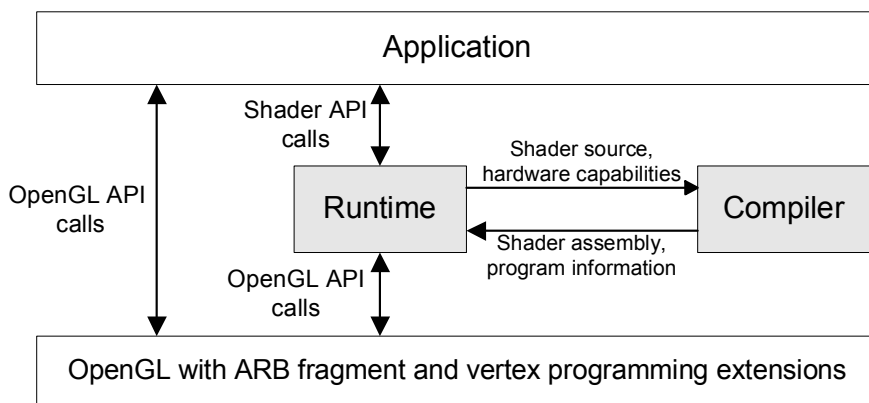 Application
Shader API
calls
Shader source,
hardware capabilities
OpenGL API
calls
Runtime
Compiler
Shader assembly,
program information
OpenGL API
calls
OpenGL with ARB fragment and vertex programming extensions